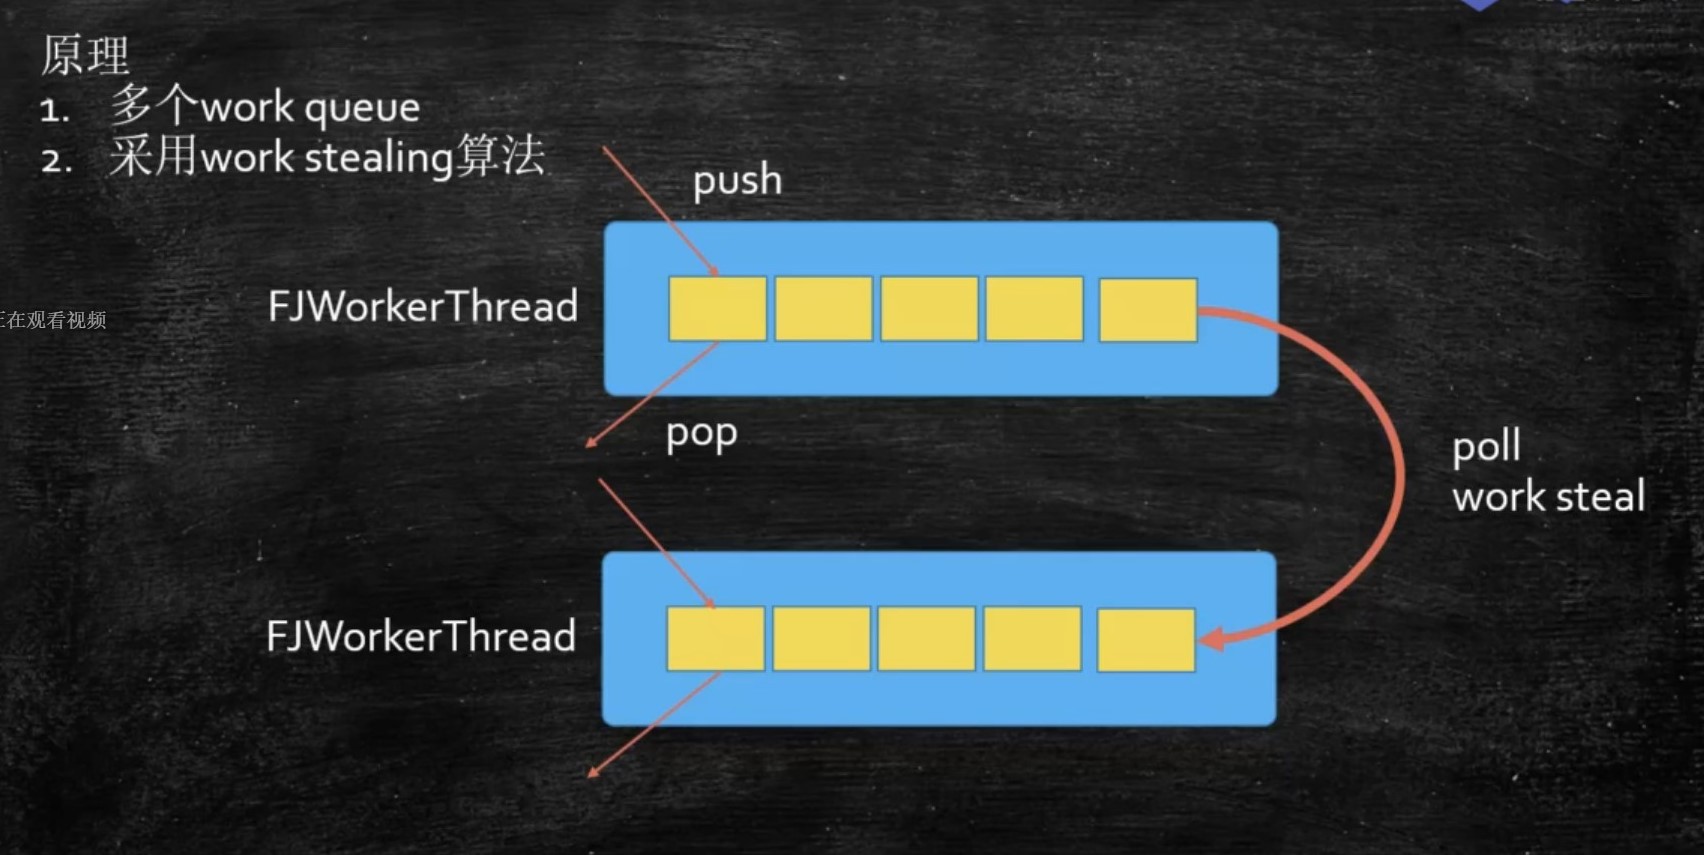 原理
1. 多个work queue
2. 采用work stealing算法
push
FJWorkerThread
正在观看视频
pop
poll
work steal
FJWorkerThread